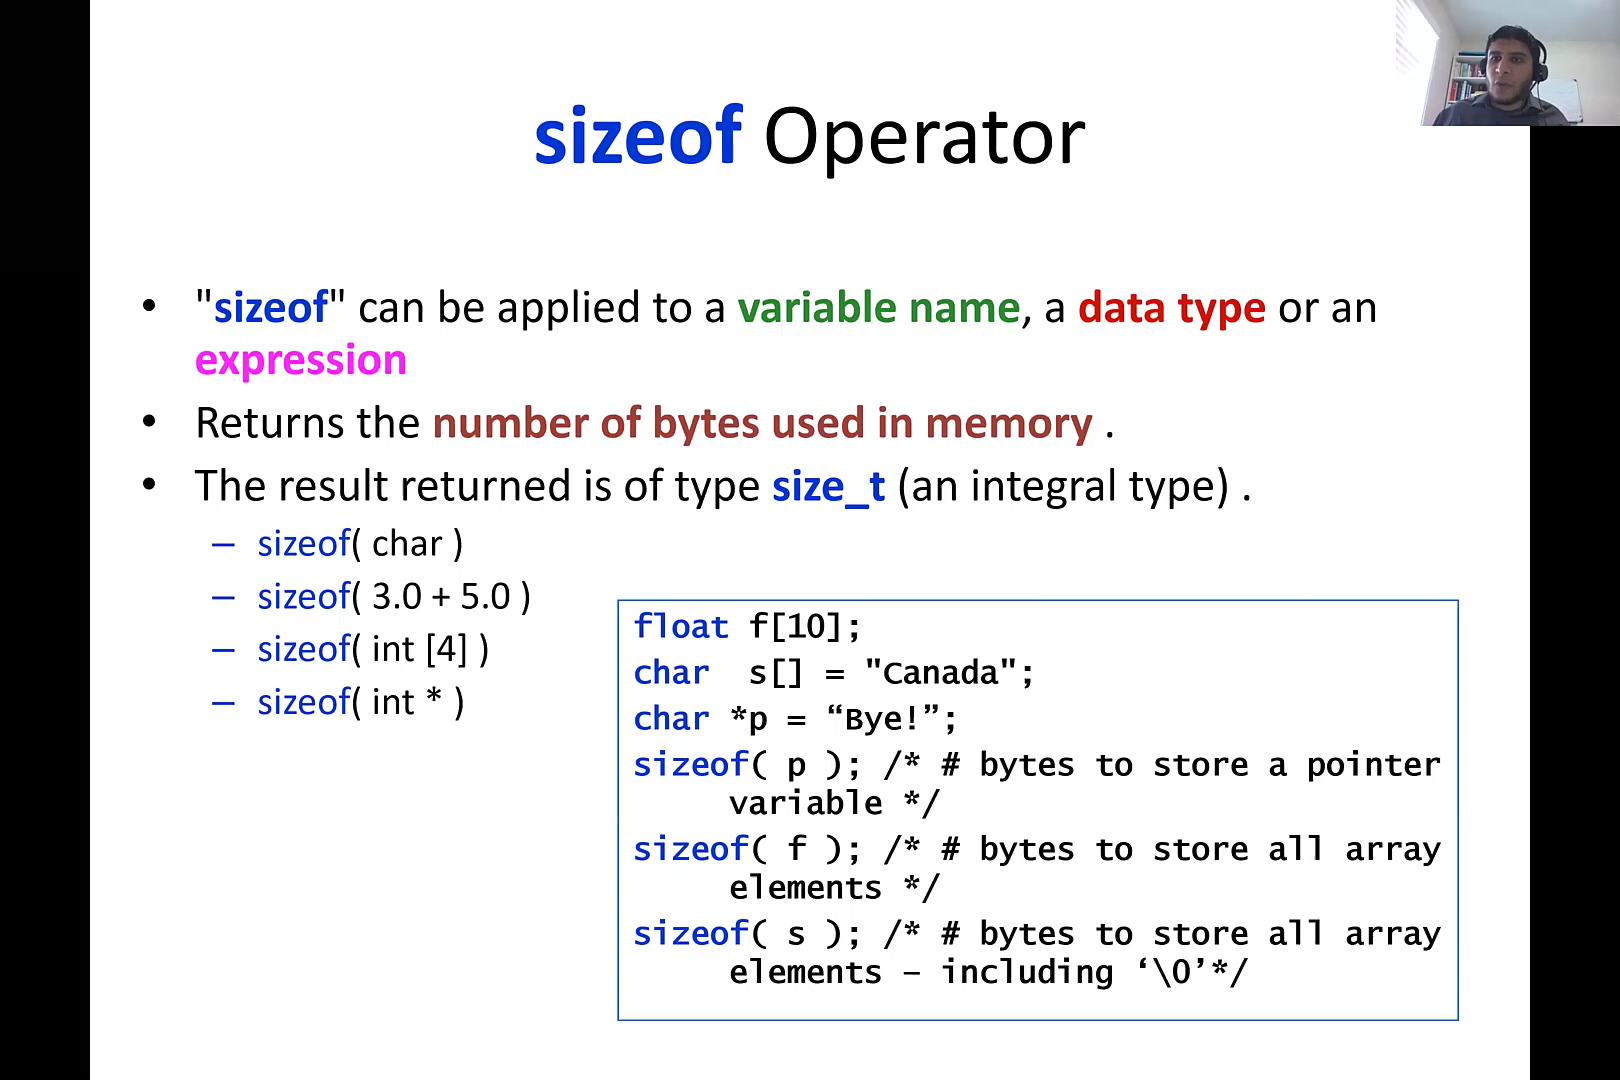 sizeof Operator
• "sizeof" can be applied to a variable name, a data type or an
expression
• Returns the number of bytes used in memory .
• The result returned is of type size_t (an integral type) .
– sizeof( char )
– sizeof( 3.0 + 5.0 )
– sizeof( int [4] )
– sizeof( int * )
float f[10];
char  s[] = "Canada";
char *p = “Bye!”;
sizeof( p ); /* # bytes to store a pointer
variable */
sizeof( f ); /* # bytes to store all array
elements */
sizeof( s ); /* # bytes to store all array
elements – including ‘\0’*/